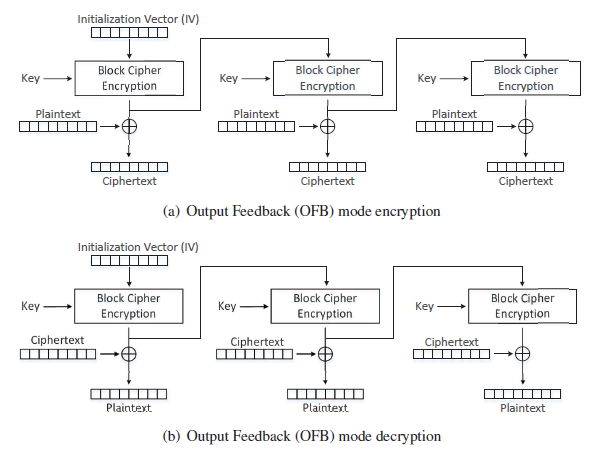 Initialization Vector (IV)
Key
Block Cipher
Encryption
Key
Block Cipher
Encryption
Key
Block Cipher
Encryption
Plaintext
Plaintext
Plaintext
Ciphertext
Ciphertext
Ciphertext
(a) Output Feedback (OFB) mode encryption
Initialization Vector (IV)
Key
Block Cipher
Encryption
Key
Block Cipher
Encryption
Key
Block Cipher
Encryption
Ciphertext
Ciphertext
Ciphertext
Plaintext
Plaintext
Plaintext
(b) Output Feedback (OFB) mode decryption